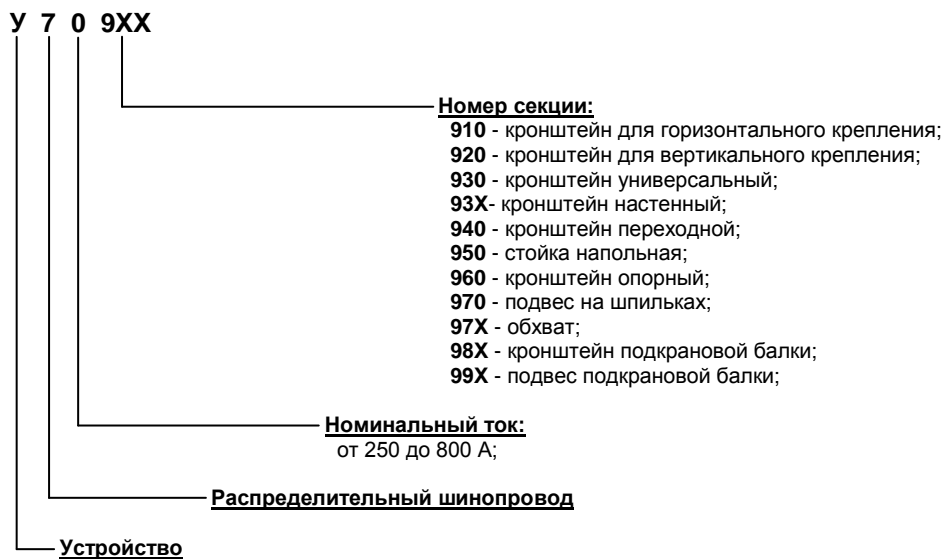 У 7 0 9ХХ
Номер секции:
910 - кронштейн для горизонтального крепления;
920 - кронштейн для вертикального крепления;
930 - кронштейн универсальный;
93Х- кронштейн настенный;
940 - кронштейн переходной;
950 - стойка напольная;
960 - кронштейн опорный;
970 - подвес на шпильках;
97Х - обхват;
98Х - кронштейн подкрановой балки;
99Х - подвес подкрановой балки;
Номинальный ток:
от 250 до 800 А;
Распределительный шинопровод
Устройство